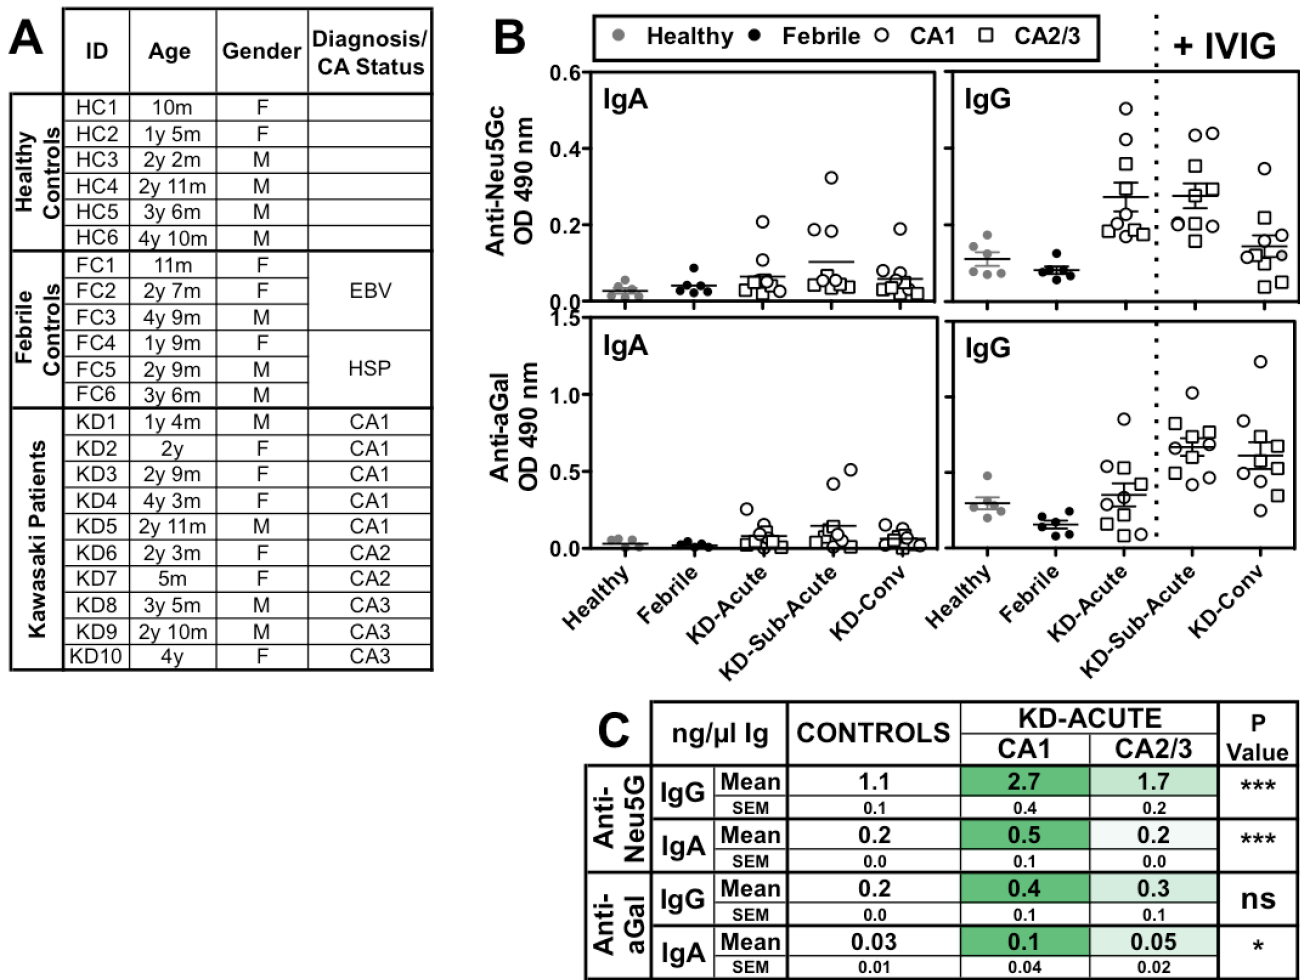 A
ID Age Gender Diagnosis/ CA Status
Healthy Controls
HC1 10m F
HC2 1y 5m F
HC3 2y 2m M
HC4 2y 11m M
HC5 3y 6m M
HC6 4y 10m M
Febrile Controls
FC1 11m F
FC2 2y 7m F EBV
FC3 4y 9m M
FC4 1y 9m F
FC5 2y 9m M HSP
FC6 3y 6m M
Kawasaki Patients
KD1 1y 4m M CA1
KD2 2y F CA1
KD3 2y 9m F CA1
KD4 4y 3m F CA1
KD5 2y 11m M CA1
KD6 2y 3m F CA2
KD7 5m F CA2
KD8 3y 5m M CA3
KD9 2y 10m M CA3
KD10 4y F CA3
B
Healthy Febrile CA1 CA2/3
+ IVIG
Anti-Neu5Gc
OD 490 nm
0.6
0.4
0.2
0.0
IgA
IgG
Anti-aGal
OD 490 nm
1.5
1.0
0.5
0.0
IgA
IgG
Healthy
Febrile
KD-Acute
KD-Sub-Acute
KD-Conv
Healthy
Febrile
KD-Acute
KD-Sub-Acute
KD-Conv
C
ng/µl Ig CONTROLS KD-ACUTE P Value
CA1 CA2/3
Anti-Neu5G
IgG Mean 1.1 2.7 1.7 ***
SEM 0.1 0.4 0.2
IgA Mean 0.2 0.5 0.2 ***
SEM 0.0 0.1 0.0
Anti-aGal
IgG Mean 0.2 0.4 0.3 ns
SEM 0.0 0.1 0.1
IgA Mean 0.03 0.1 0.05 *
SEM 0.01 0.04 0.02